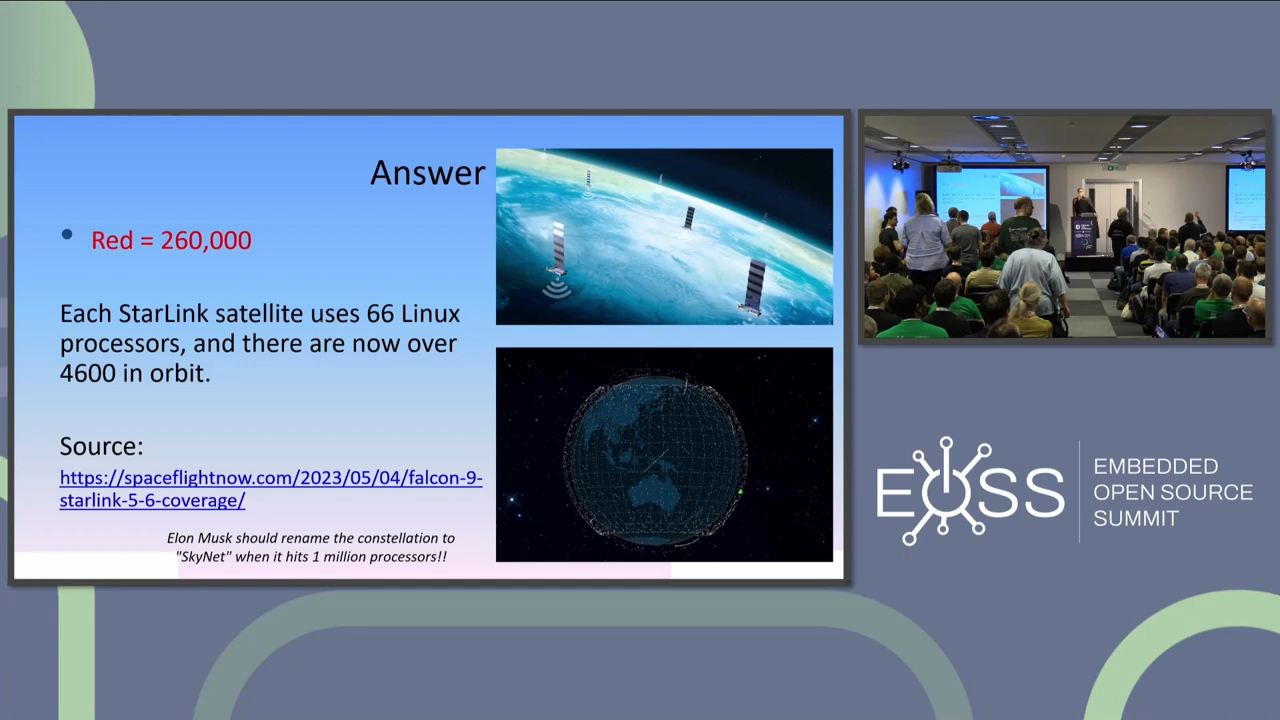 Answer
• Red = 260,000
Each StarLink satellite uses 66 Linux
processors, and there are now over
4600 in orbit.
Source:
https://spaceflightnow.com/2023/05/04/falcon-9-
starlink-5-6-coverage/
Elon Musk should rename the constellation to
"SkyNet" when it hits 1 million processors!!
EOSS
EMBEDDED
OPEN SOURCE
SUMMIT